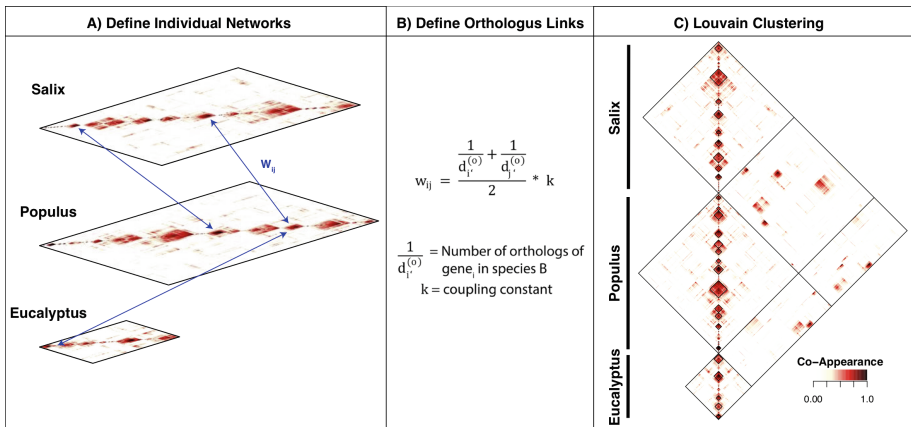 A) Define Individual Networks
Salix
W_ij
Populus
Eucalyptus
B) Define Orthologus Links
w_ij = (1/d_i'^(o) + 1/d_j'^(o)) / 2 * k
1/d_i'^(o) = Number of orthologs of
gene_i in species B
k = coupling constant
C) Louvain Clustering
Salix
Populus
Eucalyptus
Co-Appearance
0.00 1.0